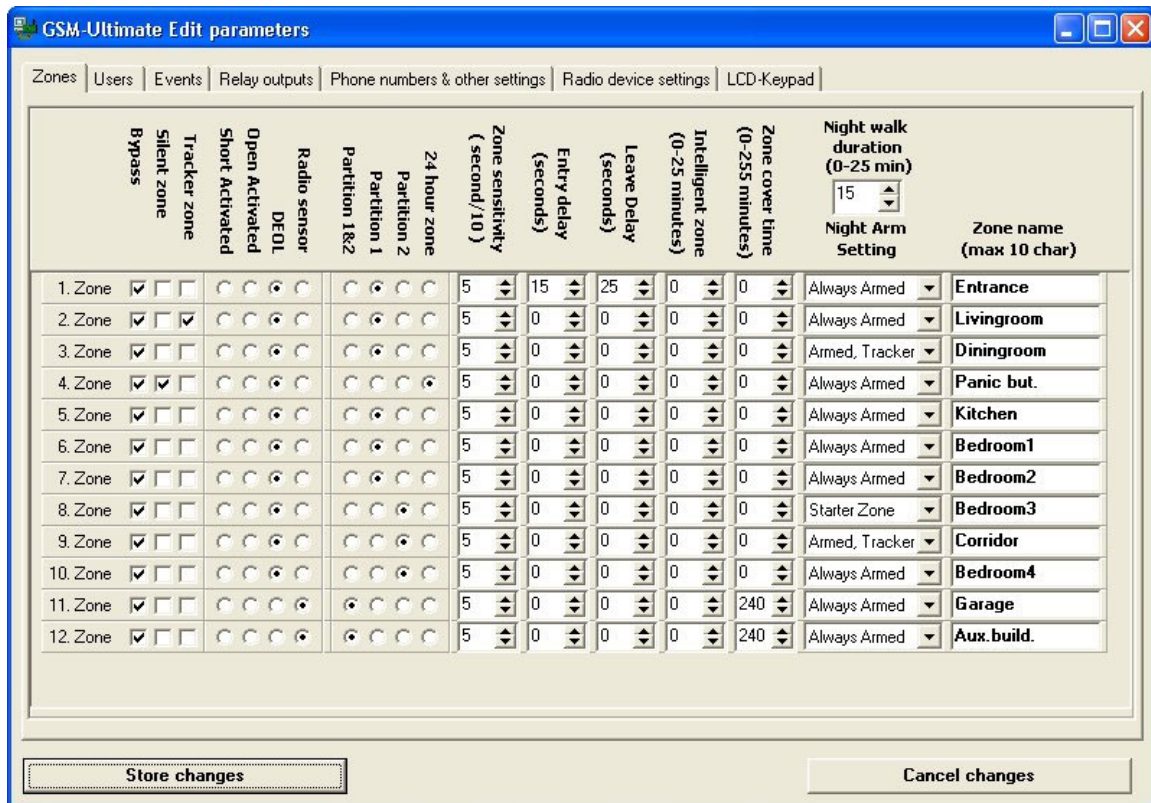 GSM-Ultimate Edit parameters
Zones Users Events Relay outputs Phone numbers & other settings Radio device settings LCD-Keypad
Bypass
Silent zone
Tracker zone
Short Activated
Open Activated
DEOL
Radio sensor
Partition 1&2
Partition 1
Partition 2
24 hour zone
Zone sensitivity
( second/10 )
Entry delay
(seconds)
Leave Delay
(seconds)
Intelligent zone
(0-25 minutes)
Zone cover time
(0-255 minutes)
Night walk
duration
(0-25 min)
15
Night Arm
Setting
Zone name
(max 10 char)
1. Zone 5 15 25 0 0 Always Armed Entrance
2. Zone 5 0 0 0 0 Always Armed Livingroom
3. Zone 5 0 0 0 0 Armed, Tracker Diningroom
4. Zone 5 0 0 0 0 Always Armed Panic but.
5. Zone 5 0 0 0 0 Always Armed Kitchen
6. Zone 5 0 0 0 0 Always Armed Bedroom1
7. Zone 5 0 0 0 0 Always Armed Bedroom2
8. Zone 5 0 0 0 0 Starter Zone Bedroom3
9. Zone 5 0 0 0 0 Armed, Tracker Corridor
10. Zone 5 0 0 0 0 Always Armed Bedroom4
11. Zone 5 0 0 0 240 Always Armed Garage
12. Zone 5 0 0 0 240 Always Armed Aux.build.
Store changes Cancel changes